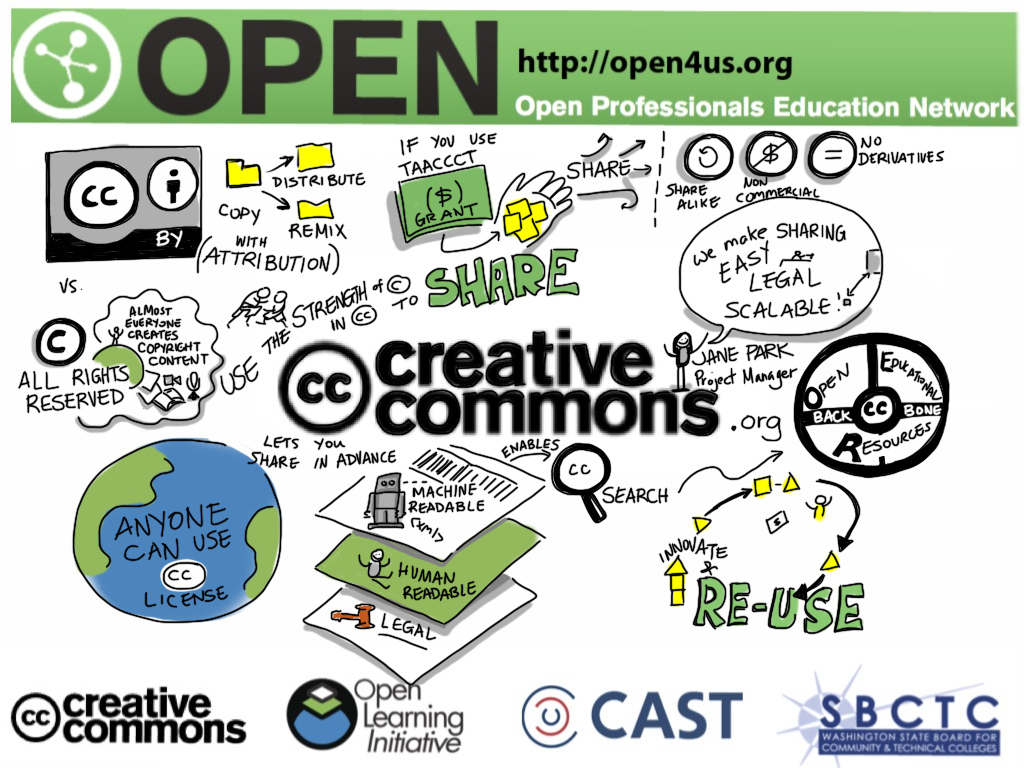 OPEN
http://open4us.org
Open Professionals Education Network
CC
BY
COPY
DISTRIBUTE
REMIX
(WITH
ATTRIBUTION)
IF YOU USE
TAACCCT
($)
GRANT
SHARE
SHARE
ALIKE
$
NON
COMMERCIAL
=
NO
DERIVATIVES
vs.
C
ALL RIGHTS
RESERVED
ALMOST
EVERYONE
CREATES
COPYRIGHT
CONTENT
USE
THE
STRENGTH of ©
IN CC
TO
SHARE
we make SHARING
EASY
LEGAL
SCALABLE!
JANE PARK
Project Manager
cc
creative
commons
.org
OPEN
EDUCATIONAL
BACK
CC
BONE
RESOURCES
ANYONE
CAN USE
CC
LICENSE
LETS YOU
SHARE IN ADVANCE
MACHINE
READABLE
HUMAN
READABLE
LEGAL
ENABLES
CC
SEARCH
INNOVATE
&
$
RE-USE
cc
creative
commons
Open
Learning
Initiative
CAST
SBCTC
WASHINGTON STATE BOARD FOR
COMMUNITY & TECHNICAL COLLEGES